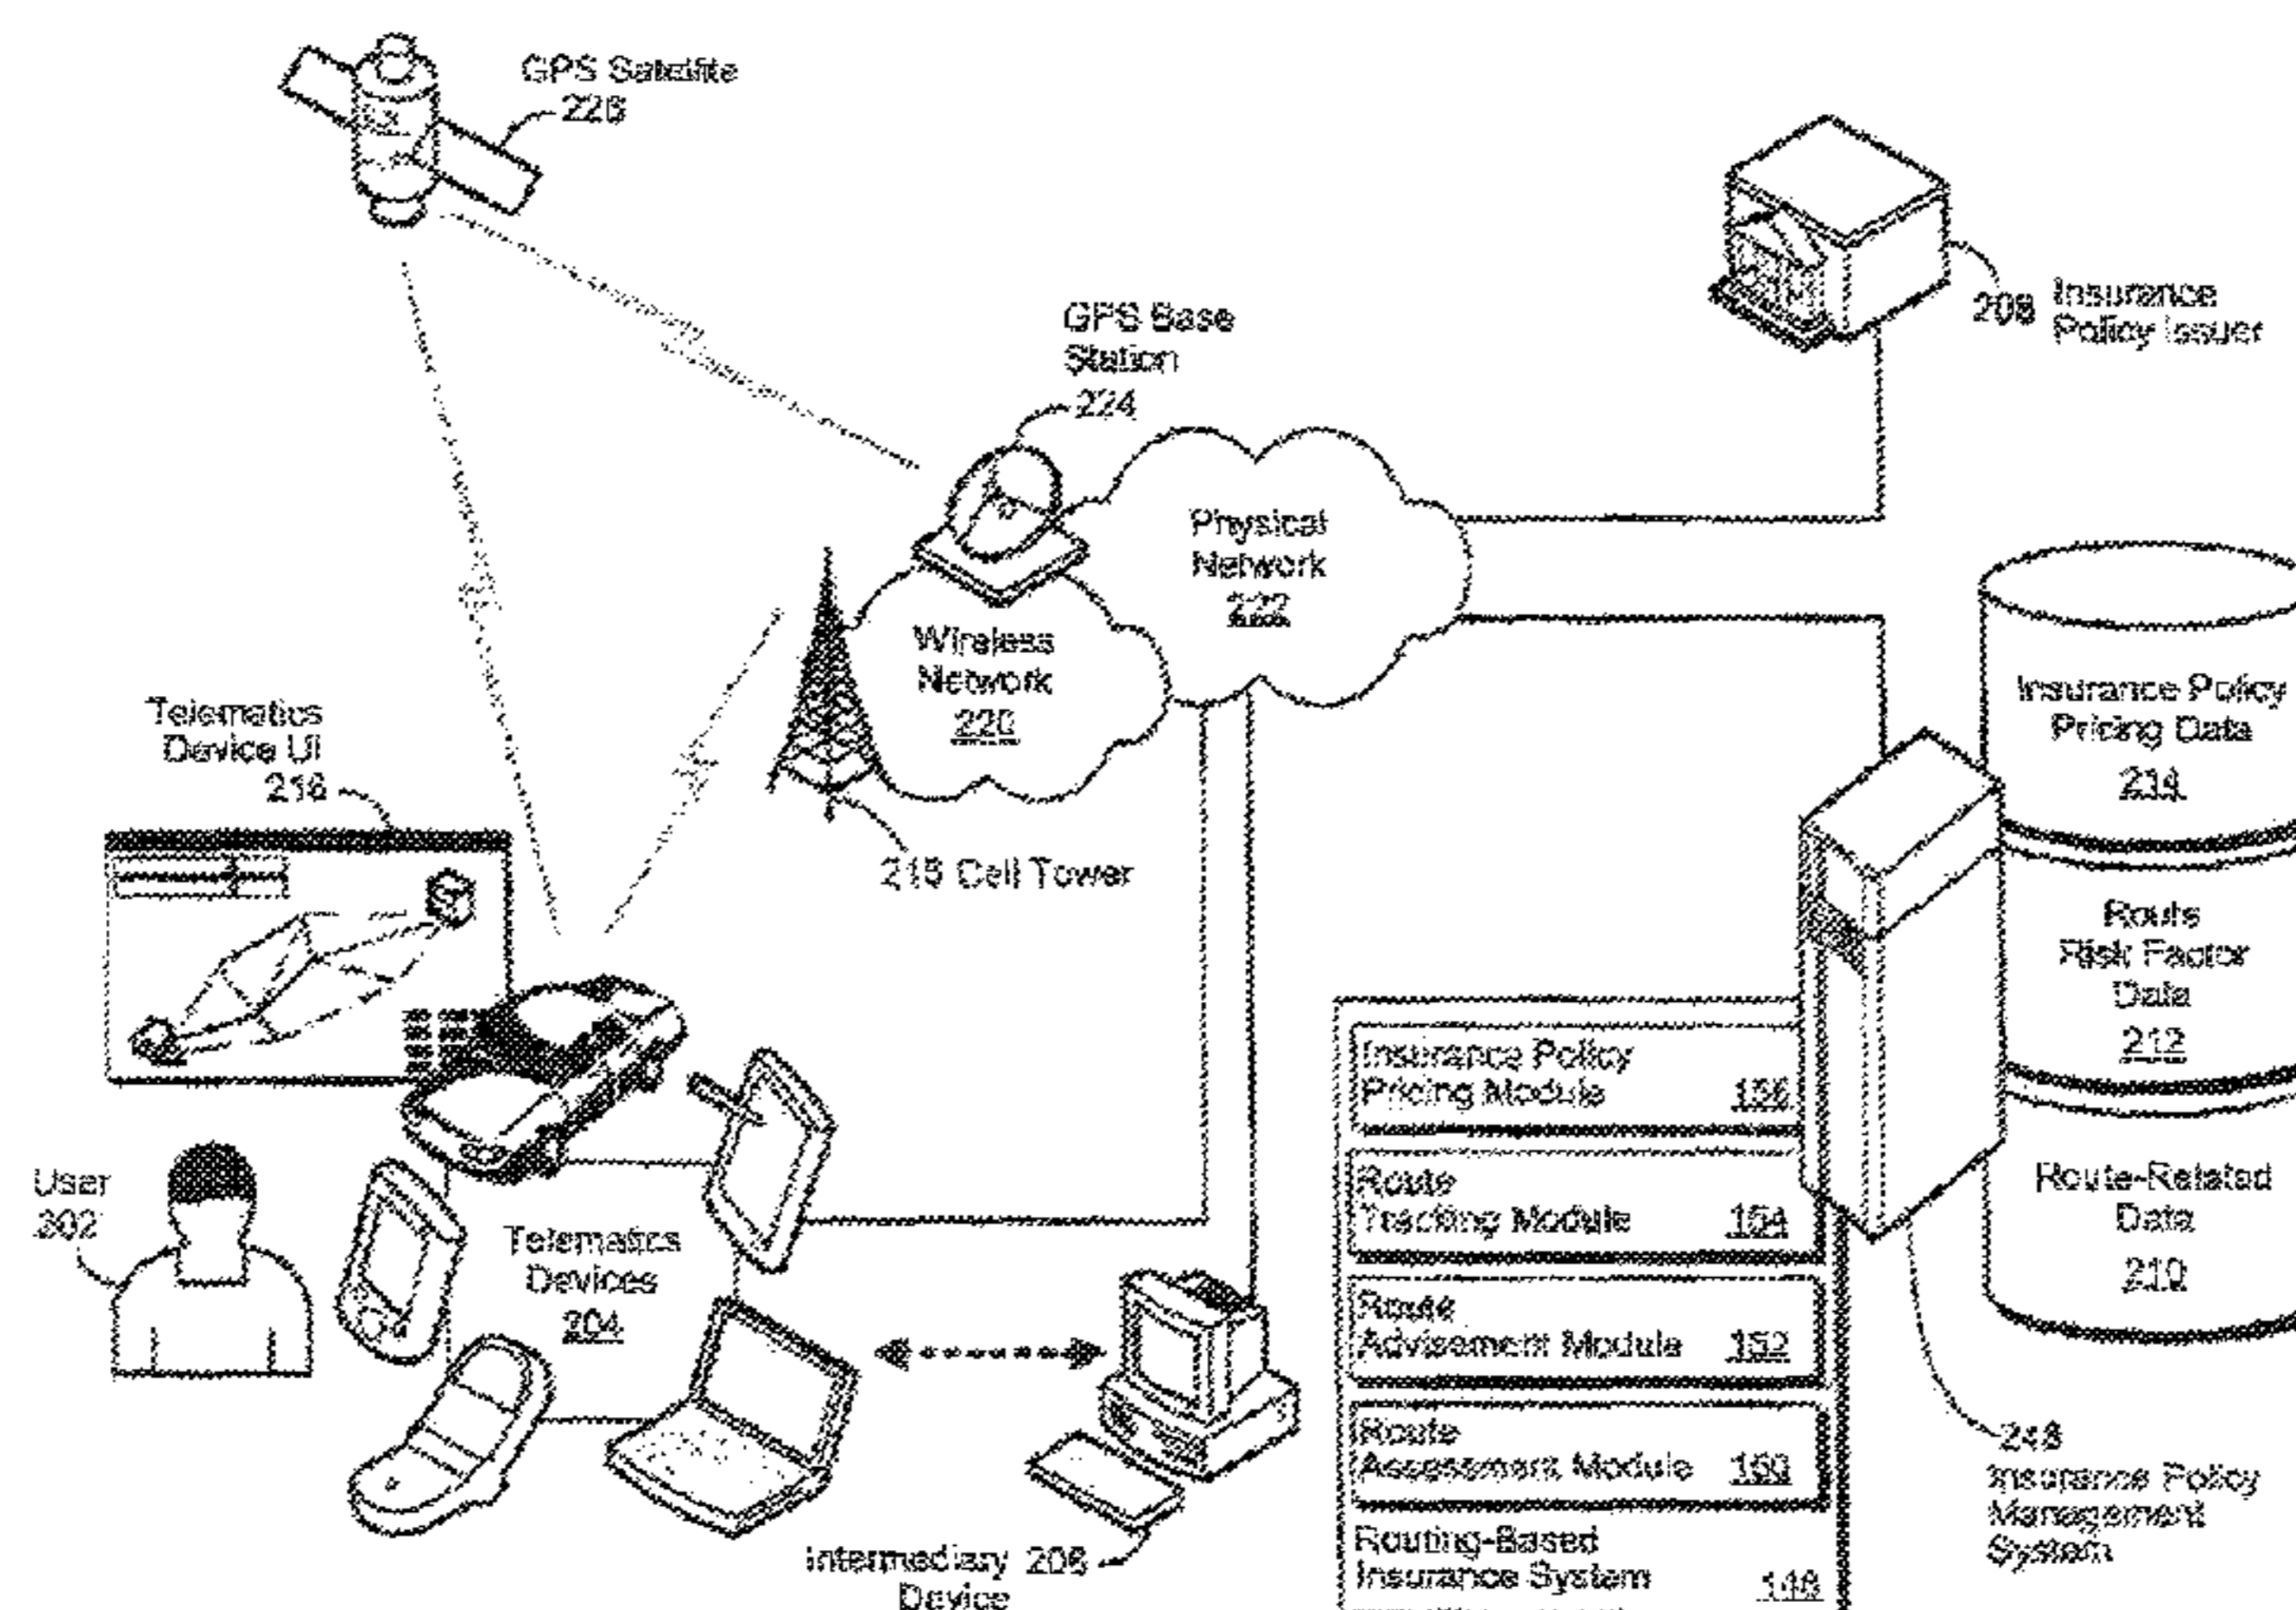 GPS Satellite
226
GPS Base
Station
224
208 Insurance
Policy Issuer
Physical
Network
222
Wireless
Network
220
Insurance Policy
Pricing Data
214
Telematics
Device UI
216
218 Cell Tower
Route
Risk Factor
Data
212
Insurance Policy
Pricing Module 156
Route
Tracking Module 154
Route
Advisement Module 152
Route
Assessment Module 150
Routing-Based
Insurance System
Route-Related
Data
210
User
202
Telematics
Devices
204
Intermediary 206
Device
Insurance Policy
Management
System